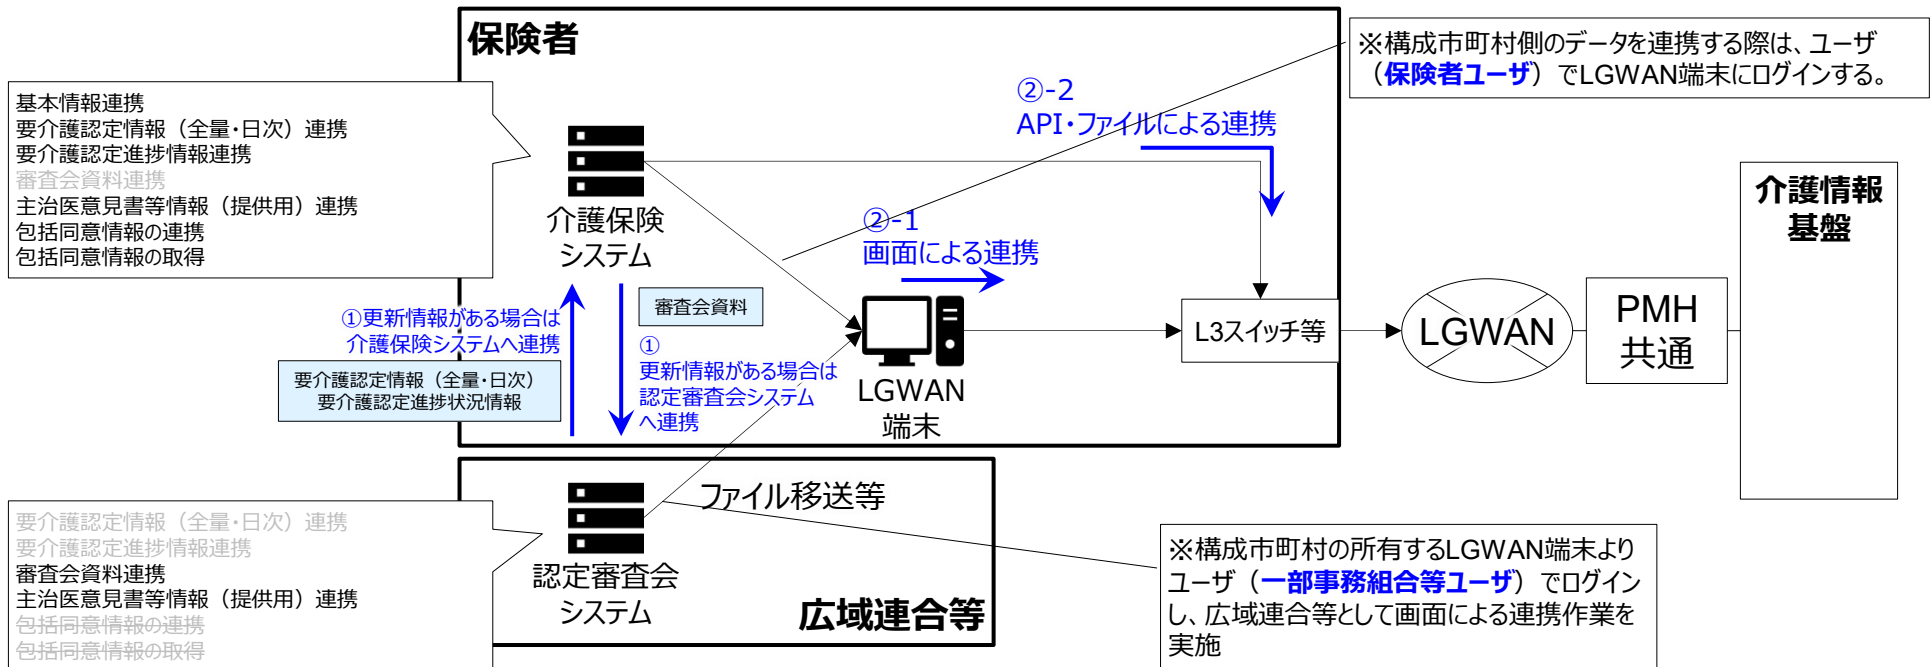 保険者
※構成市町村側のデータを連携する際は、ユーザ
（保険者ユーザ）でLGWAN端末にログインする。
基本情報連携
要介護認定情報（全量・日次）連携
要介護認定進捗情報連携
審査会資料連携
主治医意見書等情報（提供用）連携
包括同意情報の連携
包括同意情報の取得
②-2
API・ファイルによる連携
介護保険
システム
②-1
画面による連携
介護情報
基盤
①更新情報がある場合は
介護保険システムへ連携
審査会資料
①
更新情報がある場合は
認定審査会システム
へ連携
要介護認定情報（全量・日次）
要介護認定進捗状況情報
LGWAN
端末
L3スイッチ等
LGWAN
PMH
共通
ファイル移送等
要介護認定情報（全量・日次）連携
要介護認定進捗情報連携
審査会資料連携
主治医意見書等情報（提供用）連携
包括同意情報の連携
包括同意情報の取得
認定審査会
システム
広域連合等
※構成市町村の所有するLGWAN端末より
ユーザ（一部事務組合等ユーザ）でログイン
し、広域連合等として画面による連携作業を
実施